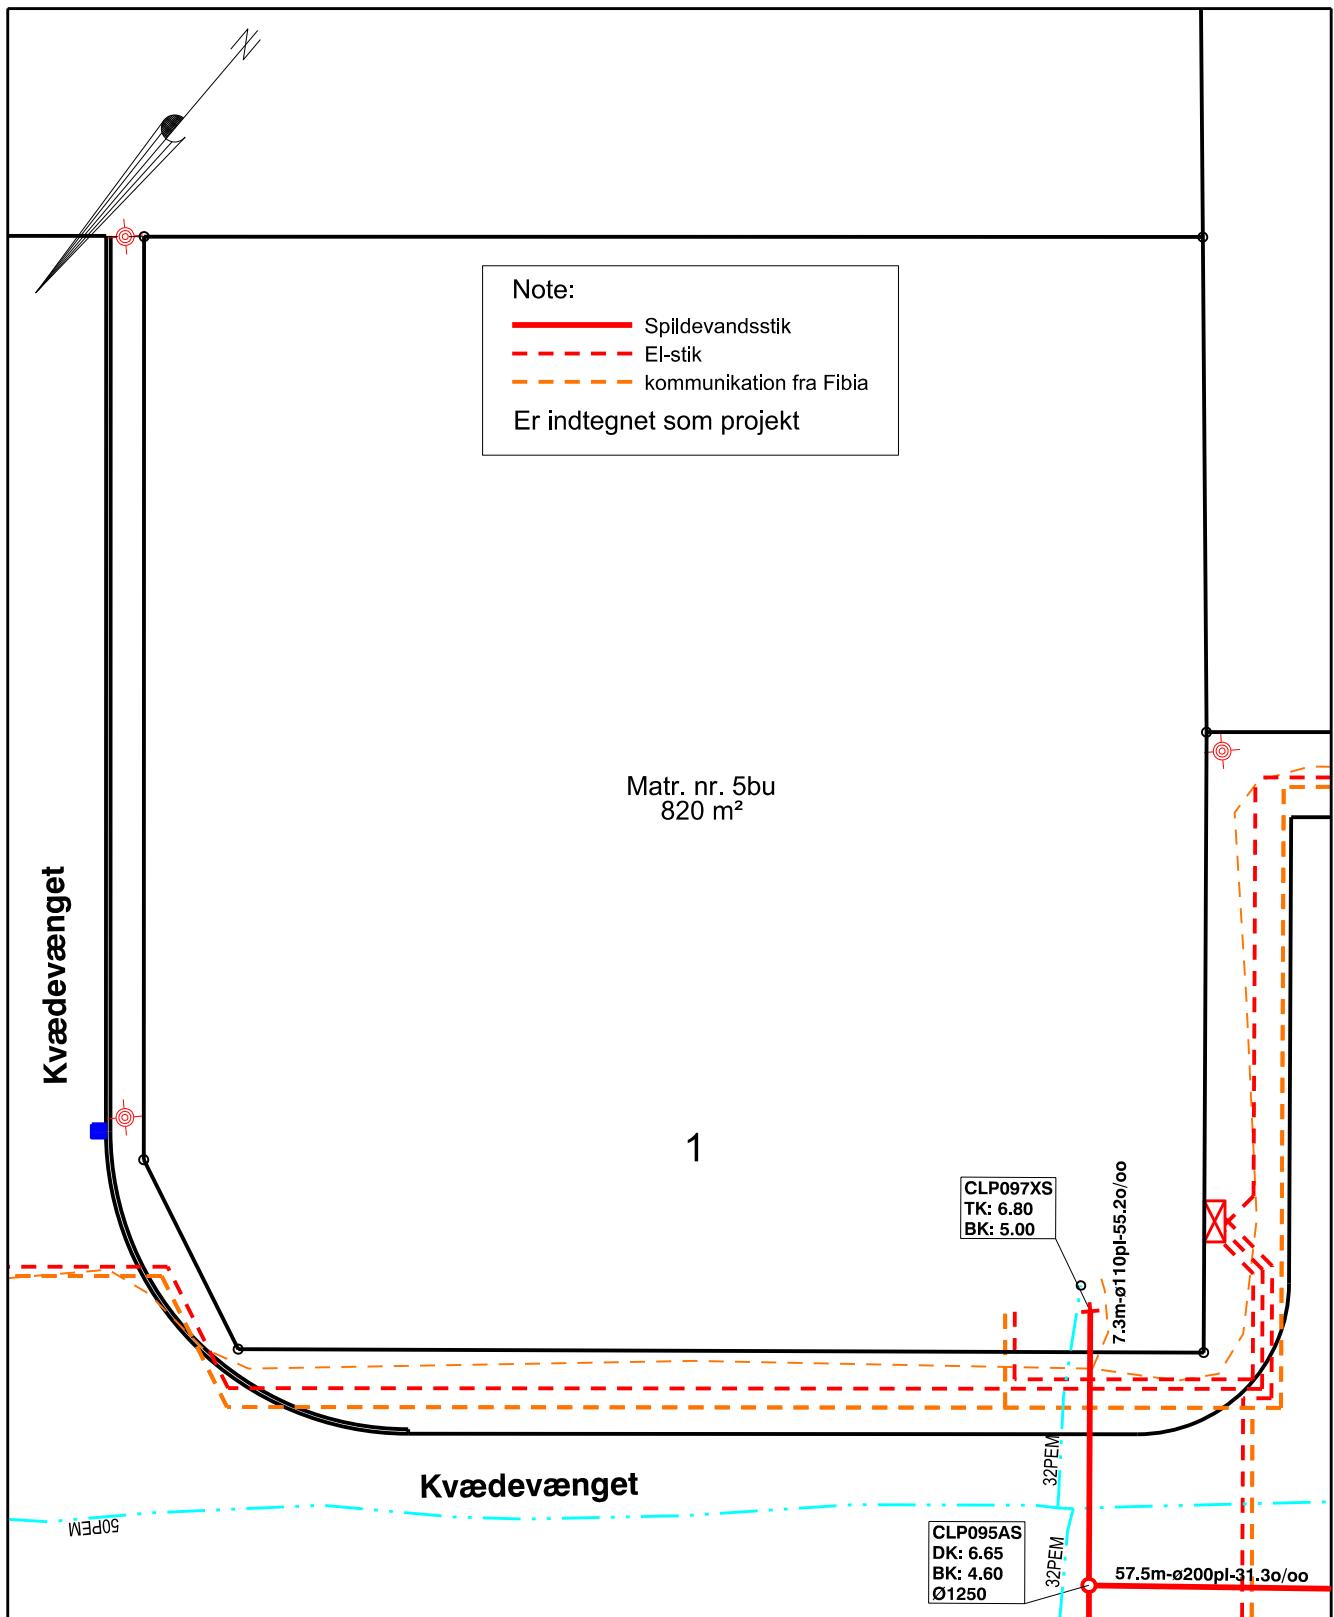 N
Note:
Spildevandsstik
El-stik
kommunikation fra Fibia
Er indtegnet som projekt
Matr. nr. 5bu
820 m²
Kvædevænget
1
CLP097XS
TK: 6.80
BK: 5.00
7.3m-ø110pl-55.2o/oo
32PEM
Kvædevænget
50PEM
CLP095AS
DK: 6.65
BK: 4.60
Ø1250
32PEM
57.5m-ø200pl-31.3o/oo